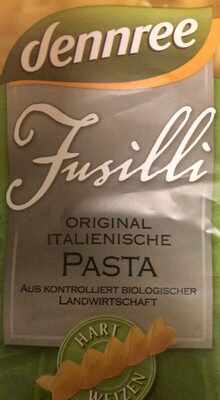 dennree
Fusilli
ORIGINAL
ITALIENISCHE
PASTA
AUS KONTROLLIERT BIOLOGISCHER
LANDWIRTSCHAFT
HART
WEIZEN